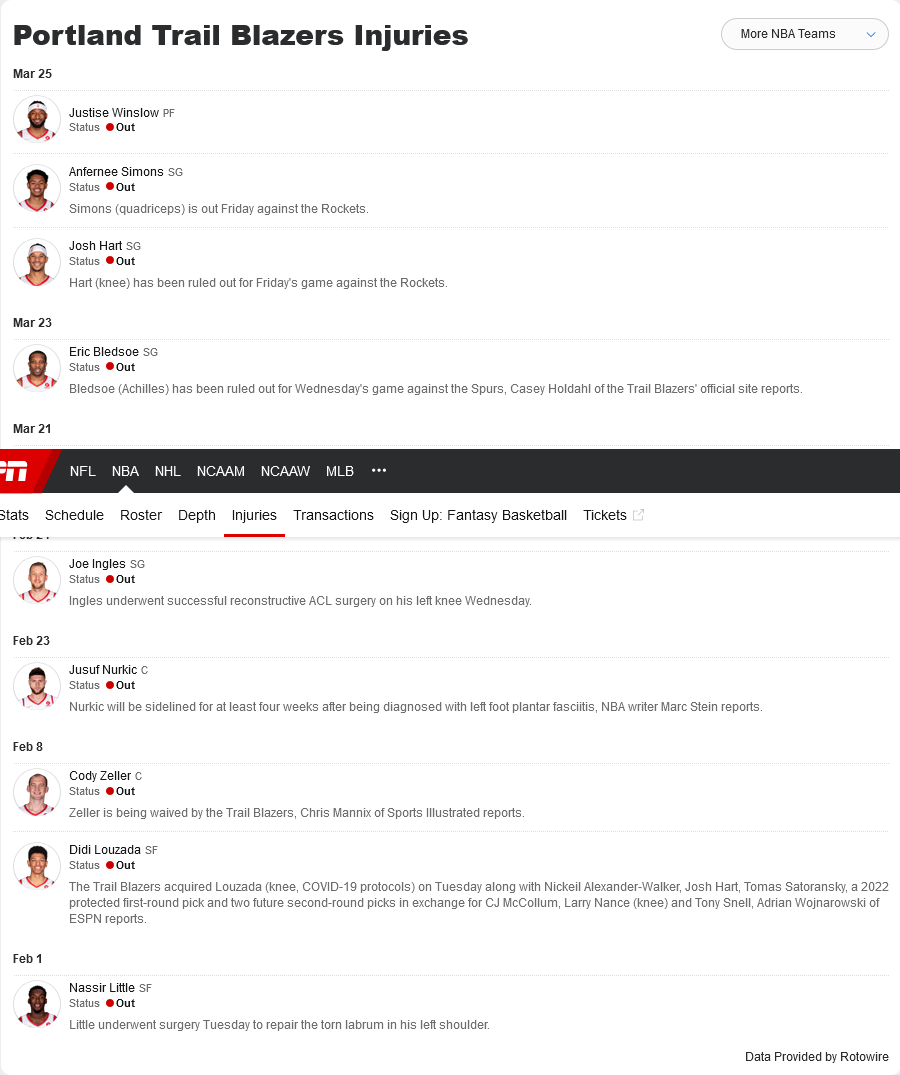 Portland Trail Blazers Injuries
More NBA Teams
Mar 25
Justise Winslow PF
Status Out
Anfernee Simons SG
Status Out
Simons (quadriceps) is out Friday against the Rockets.
Josh Hart SG
Status Out
Hart (knee) has been ruled out for Friday's game against the Rockets.
Mar 23
Eric Bledsoe SG
Status Out
Bledsoe (Achilles) has been ruled out for Wednesday's game against the Spurs, Casey Holdahl of the Trail Blazers' official site reports.
Mar 21
NFL NBA NHL NCAAM NCAAW MLB •••
Stats Schedule Roster Depth Injuries Transactions Sign Up: Fantasy Basketball Tickets
Joe Ingles SG
Status Out
Ingles underwent successful reconstructive ACL surgery on his left knee Wednesday.
Feb 23
Jusuf Nurkic C
Status Out
Nurkic will be sidelined for at least four weeks after being diagnosed with left foot plantar fasciitis, NBA writer Marc Stein reports.
Feb 8
Cody Zeller C
Status Out
Zeller is being waived by the Trail Blazers, Chris Mannix of Sports Illustrated reports.
Didi Louzada SF
Status Out
The Trail Blazers acquired Louzada (knee, COVID-19 protocols) on Tuesday along with Nickeil Alexander-Walker, Josh Hart, Tomas Satoransky, a 2022
protected first-round pick and two future second-round picks in exchange for CJ McCollum, Larry Nance (knee) and Tony Snell, Adrian Wojnarowski of
ESPN reports.
Feb 1
Nassir Little SF
Status Out
Little underwent surgery Tuesday to repair the torn labrum in his left shoulder.
Data Provided by Rotowire